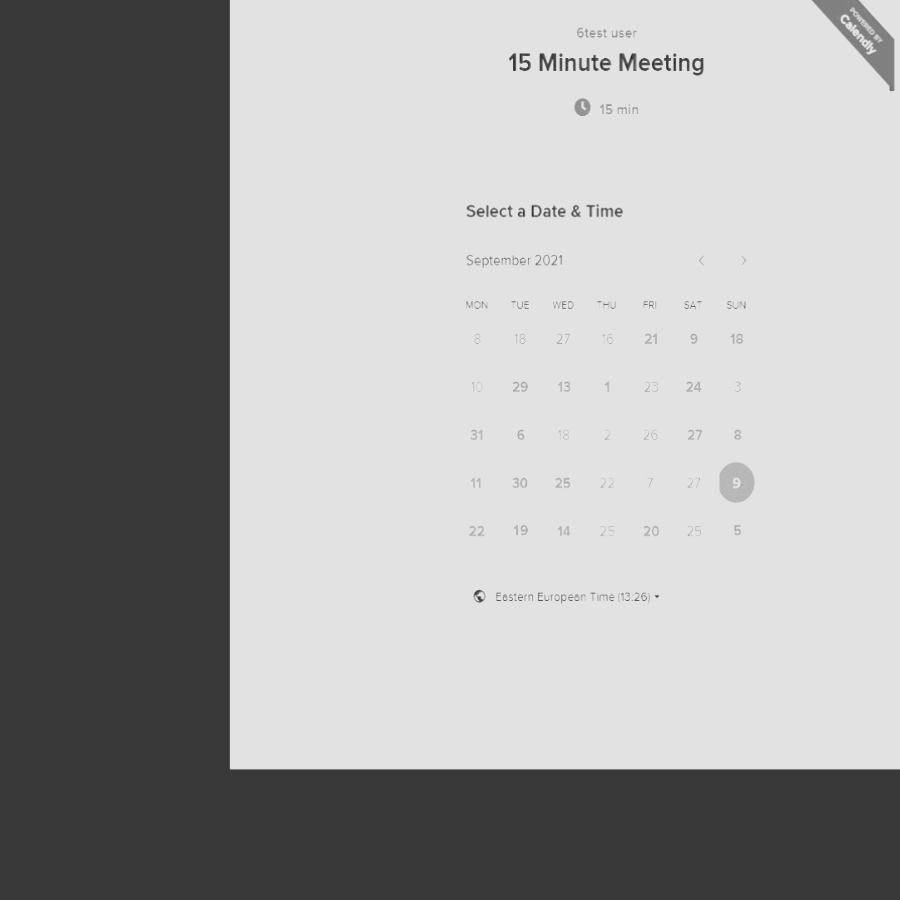 POWERED BY
Calendly
6test user
15 Minute Meeting
15 min
Select a Date & Time
September 2021
MON TUE WED THU FRI SAT SUN
8 18 27 16 21 9 18
10 29 13 1 23 24 3
31 6 18 2 26 27 8
11 30 25 22 7 27 9
22 19 14 25 20 25 5
Eastern European Time (13:26)